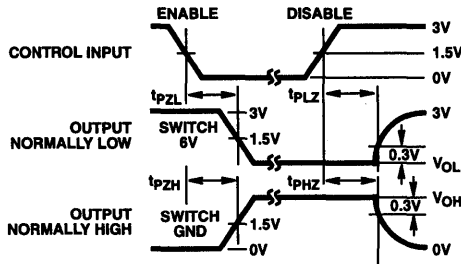 ENABLE DISABLE
3V
CONTROL INPUT 1.5V
0V
tPZL tPLZ
3V 3V
OUTPUT NORMALLY LOW SWITCH 6V 1.5V
0.3V
VOL
tPZH tPHZ VOH
0.3V
OUTPUT NORMALLY HIGH SWITCH GND 1.5V
0V 0V